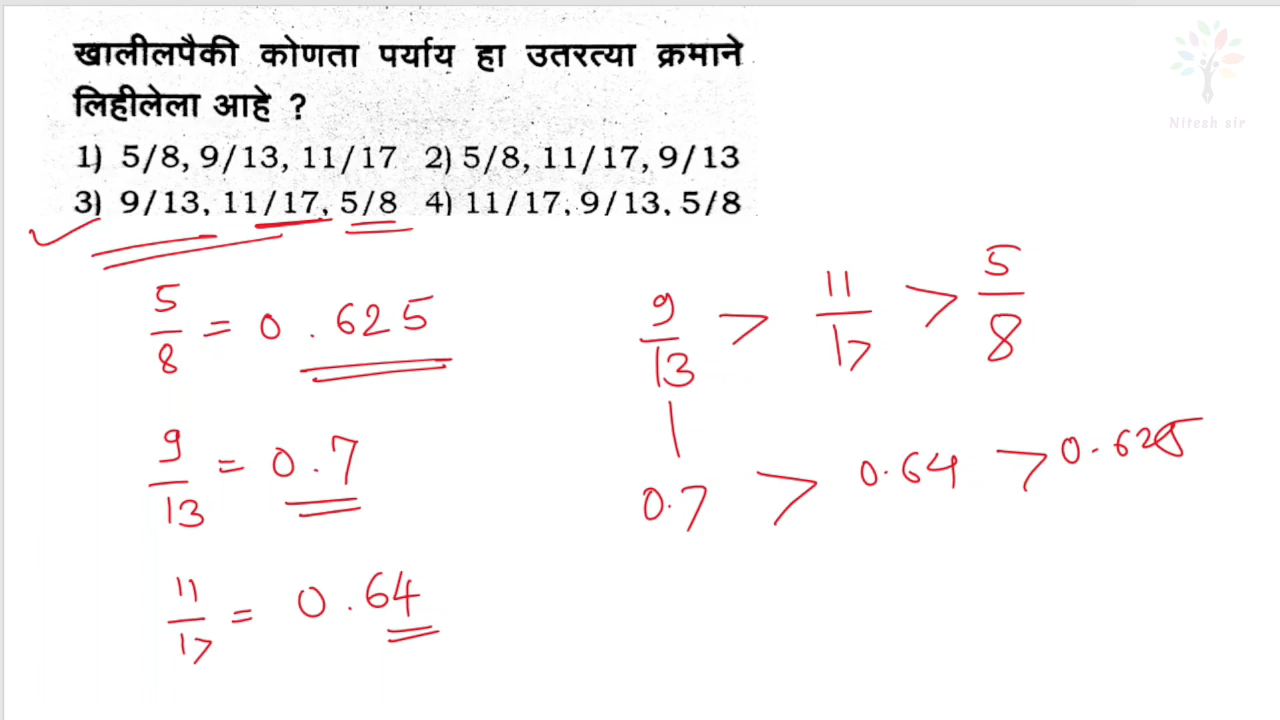 Nitesh sir
खालीलपैकी कोणता पर्याय हा उतरत्या क्रमाने
लिहीलेला आहे ?
1) 5/8, 9/13, 11/17 2) 5/8, 11/17, 9/13
3) 9/13, 11/17, 5/8 4) 11/17, 9/13, 5/8
5/8 = 0.625
9/13 = 0.7
11/17 = 0.64
9/13 > 11/17 > 5/8
0.7 > 0.64 > 0.625